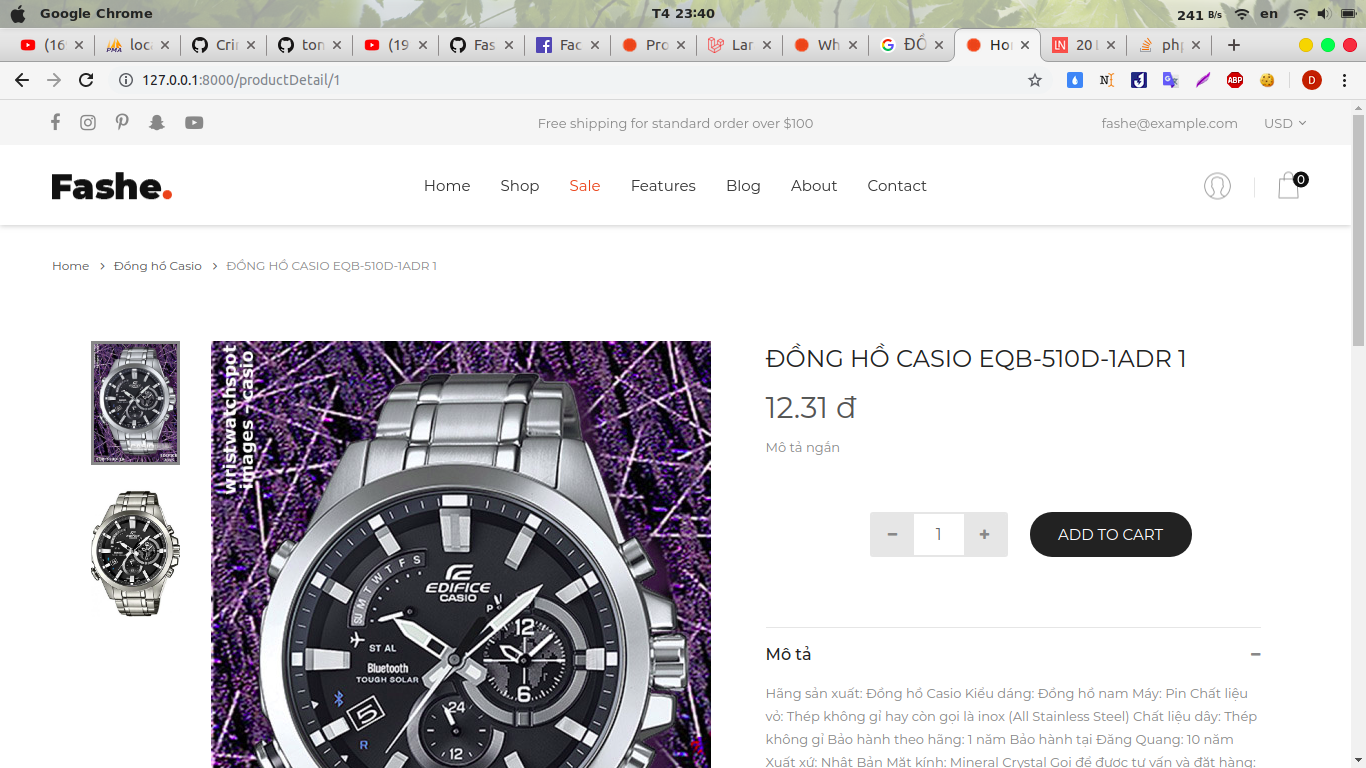 Google Chrome
T4 23:40
241 B/s
en
(16
loca
Crin
tom
(19
Fas
Fac
Pro
Lar
Wh
ĐỒ
Hor
20
php
127.0.0.1:8000/productDetail/1
Free shipping for standard order over $100
fashe@example.com
USD
Fashe.
Home
Shop
Sale
Features
Blog
About
Contact
0
Home > Đồng hồ Casio > ĐỒNG HỒ CASIO EQB-510D-1ADR 1
wristwatchspot
images - casio
SU M T W T F S
EDIFICE
CASIO
P
12
ST AL
Bluetooth
TOUGH SOLAR
6
5
24
R
12
ĐỒNG HỒ CASIO EQB-510D-1ADR 1
12.31 đ
Mô tả ngắn
− 1 +
ADD TO CART
Mô tả
Hãng sản xuất: Đồng hồ Casio Kiểu dáng: Đồng hồ nam Máy: Pin Chất liệu
vỏ: Thép không gỉ hay còn gọi là inox (All Stainless Steel) Chất liệu dây: Thép
không gỉ Bảo hành theo hãng: 1 năm Bảo hành tại Đăng Quang: 10 năm
Xuất xứ: Nhật Bản Mặt kính: Mineral Crystal Gọi để được tư vấn và đặt hàng: